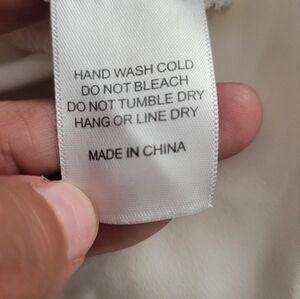 HAND WASH COLD
DO NOT BLEACH
DO NOT TUMBLE DRY
HANG OR LINE DRY
MADE IN CHINA